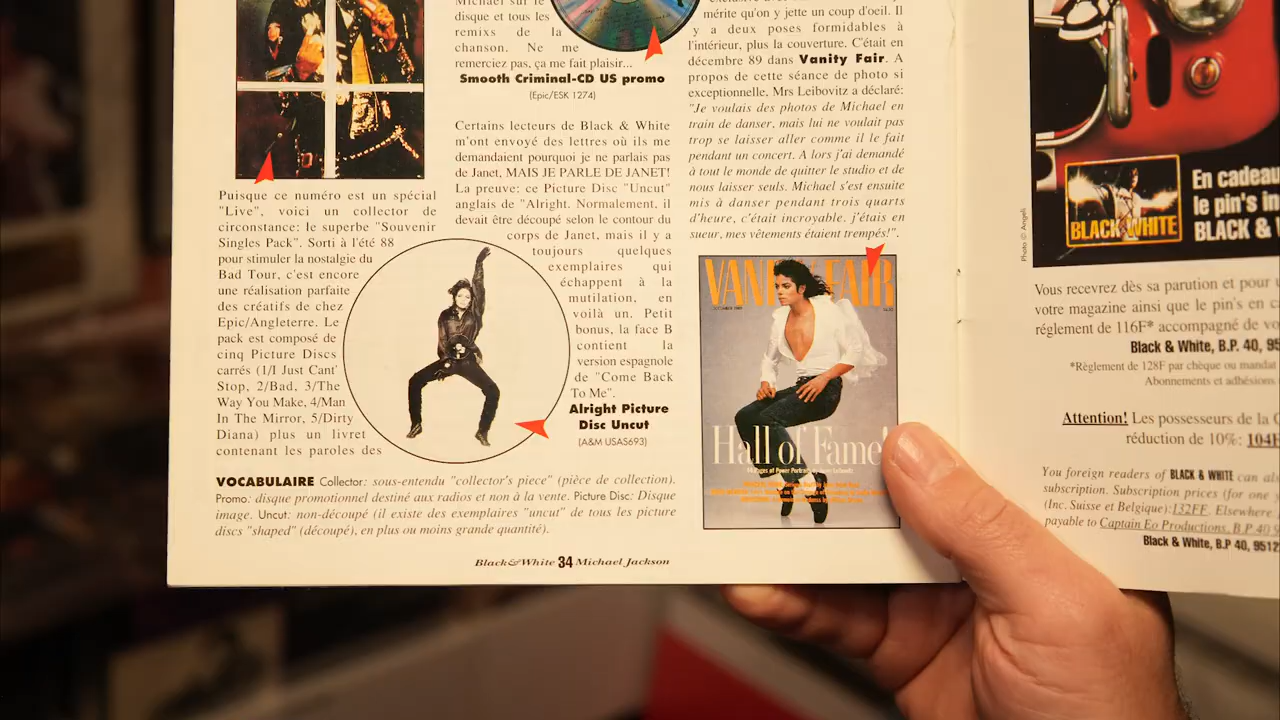 Michael sur le
disque et tous les
remixs de la
chanson. Ne me
remerciez pas, ça me fait plaisir...
Smooth Criminal-CD US promo
(Epic/ESK 1274)
Puisque ce numéro est un spécial
"Live", voici un collector de
circonstance: le superbe "Souvenir
Singles Pack". Sorti à l'été 88
pour stimuler la nostalgie du
Bad Tour, c'est encore
une réalisation parfaite
des créatifs de chez
Epic/Angleterre. Le
pack est composé de
cinq Picture Discs
carrés (1/I Just Cant'
Stop, 2/Bad, 3/The
Way You Make, 4/Man
In The Mirror, 5/Dirty
Diana) plus un livret
contenant les paroles des
Certains lecteurs de Black & White
m'ont envoyé des lettres où ils me
demandaient pourquoi je ne parlais pas
de Janet, MAIS JE PARLE DE JANET!
La preuve: ce Picture Disc "Uncut"
anglais de "Alright. Normalement, il
devait être découpé selon le contour du
corps de Janet, mais il y a
toujours quelques
exemplaires qui
échappent à la
mutilation, en
voilà un. Petit
bonus, la face B
contient la
version espagnole
de "Come Back
To Me".
Alright Picture
Disc Uncut
(A&M USAS693)
mérite qu'on y jette un coup d'oeil. Il
y a deux poses formidables à
l'intérieur, plus la couverture. C'était en
décembre 89 dans Vanity Fair. A
propos de cette séance de photo si
exceptionnelle, Mrs Leibovitz a déclaré:
"Je voulais des photos de Michael en
train de danser, mais lui ne voulait pas
trop se laisser aller comme il le fait
pendant un concert. A lors j'ai demandé
à tout le monde de quitter le studio et de
nous laisser seuls. Michael s'est ensuite
mis à danser pendant trois quarts
d'heure, c'était incroyable, j'étais en
sueur, mes vêtements étaient trempés!".
VANITY FAIR
Hall of Fame!
VOCABULAIRE Collector: sous-entendu "collector's piece" (pièce de collection).
Promo: disque promotionnel destiné aux radios et non à la vente. Picture Disc: Disque
image. Uncut: non-découpé (il existe des exemplaires "uncut" de tous les picture
discs "shaped" (découpé), en plus ou moins grande quantité).
Black&White 34 Michael Jackson
Photo © Angeli
BLACK WHITE
En cadeau
le pin's in
BLACK &
Vous recevrez dès sa parution et pour
votre magazine ainsi que le pin's en c
réglement de 116F* accompagné de vo
Black & White, B.P. 40, 95
*Règlement de 128F par chèque ou mandat
Abonnements et adhésions.
Attention! Les possesseurs de la C
réduction de 10%: 104F
You foreign readers of BLACK & WHITE can al
subscription. Subscription prices (for one
(Inc. Suisse et Belgique):132FF. Elsewhere
payable to Captain Eo Productions, B.P 40 9
Black & White, B.P 40, 9512